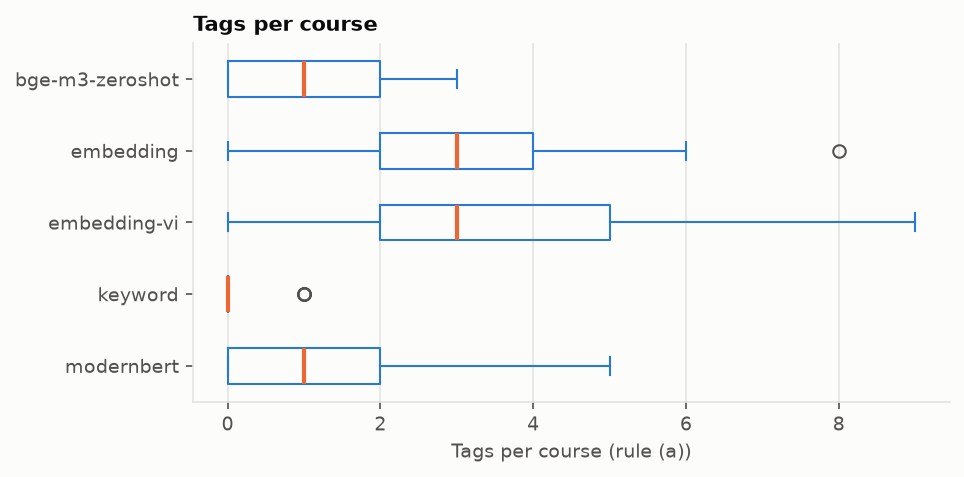 Tags per course
bge-m3-zeroshot
embedding
embedding-vi
keyword
modernbert
0 2 4 6 8
Tags per course (rule (a))